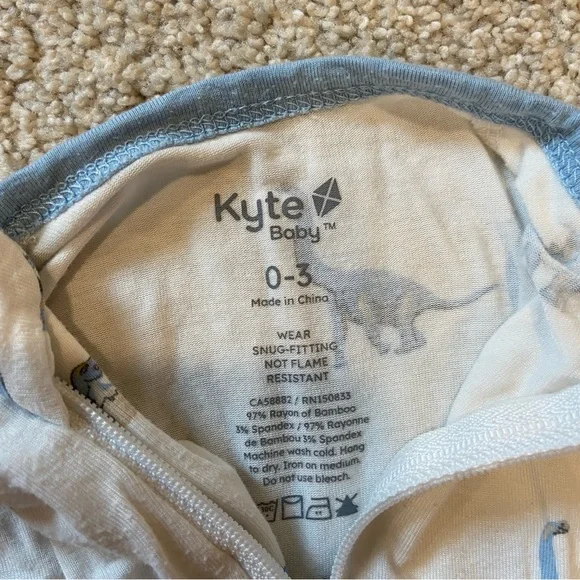 Kyte
Baby™
0-3
Made in China
WEAR
SNUG-FITTING
NOT FLAME
RESISTANT
CA58882 / RN150833
97% Rayon of Bamboo
3% Spandex / 97% Rayonne
de Bambou 3% Spandex
Machine wash cold. Hang
to dry. Iron on medium.
Do not bleach.